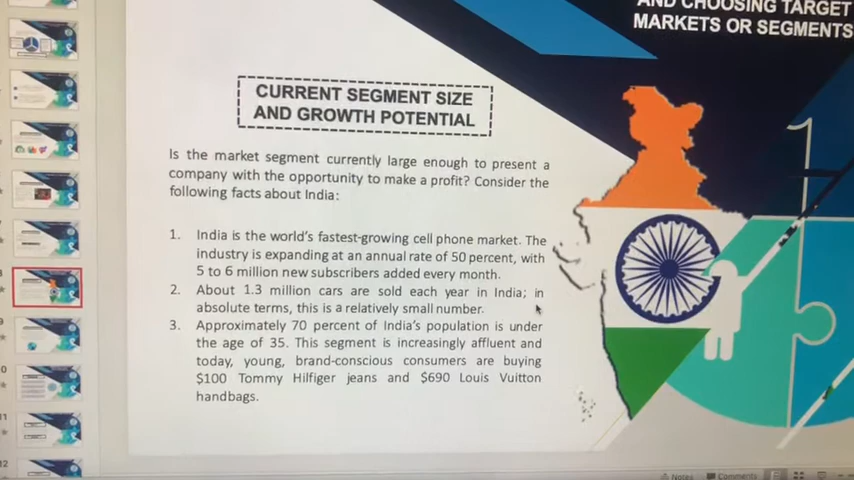 AND CHOOSING TARGET
MARKETS OR SEGMENTS
CURRENT SEGMENT SIZE
AND GROWTH POTENTIAL
Is the market segment currently large enough to present a
company with the opportunity to make a profit? Consider the
following facts about India:
1. India is the world's fastest-growing cell phone market. The
industry is expanding at an annual rate of 50 percent, with
5 to 6 million new subscribers added every month.
2. About 1.3 million cars are sold each year in India; in
absolute terms, this is a relatively small number.
3. Approximately 70 percent of India's population is under
the age of 35. This segment is increasingly affluent and
today, young, brand-conscious consumers are buying
$100 Tommy Hilfiger jeans and $690 Louis Vuitton
handbags.
9
0
11
12
Notes Comments